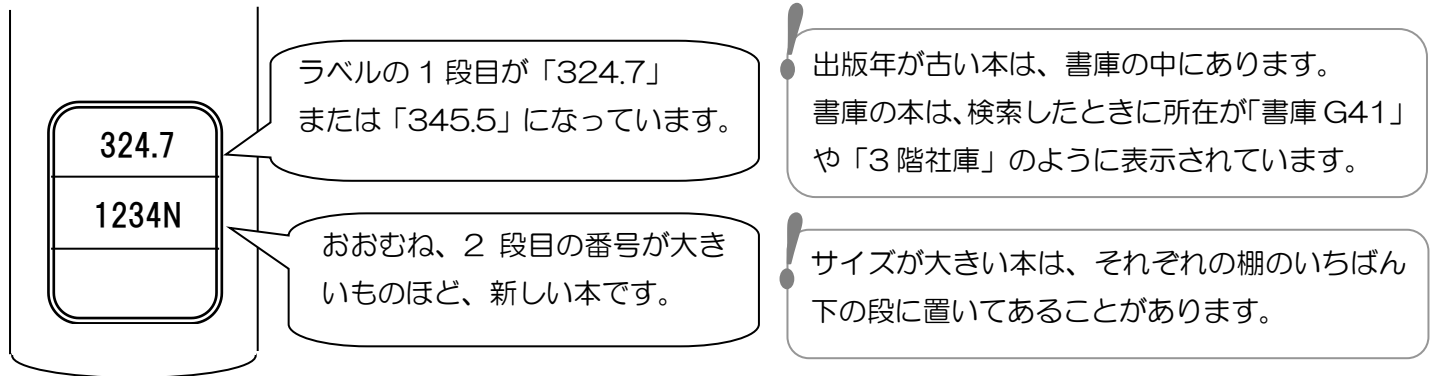 324.7
1234N
ラベルの 1 段目が「324.7」
または「345.5」になっています。
おおむね、2 段目の番号が大き
いものほど、新しい本です。
出版年が古い本は、書庫の中にあります。
書庫の本は、検索したときに所在が「書庫 G41」
や「3 階社庫」のように表示されています。
サイズが大きい本は、それぞれの棚のいちばん
下の段に置いてあることがあります。